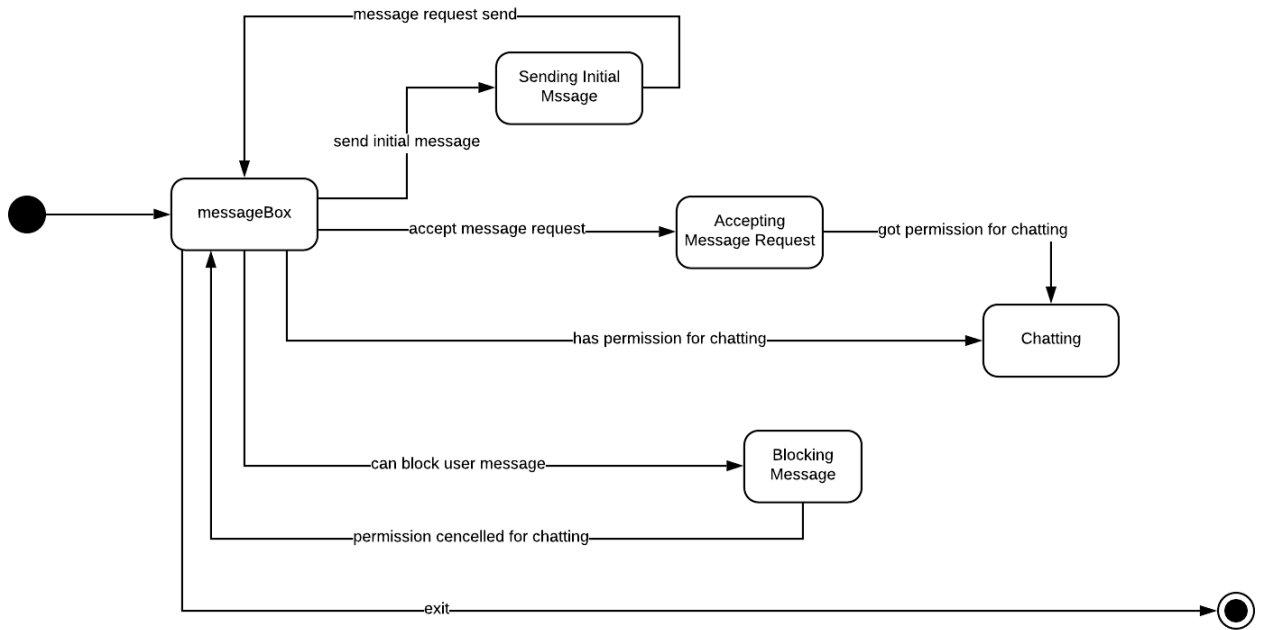 message request send
Sending Initial
Mssage
send initial message
messageBox
accept message request
Accepting
Message Request
got permission for chatting
has permission for chatting
Chatting
can block user message
Blocking
Message
permission cencelled for chatting
exit